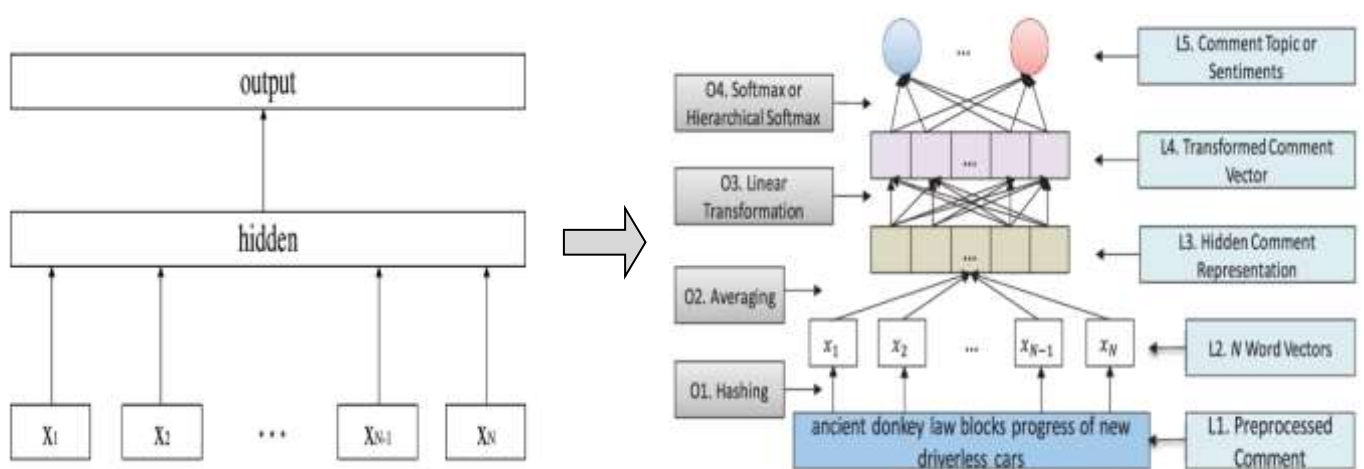 output
hidden
X1
X2
...
XN-1
XN
...
L5. Comment Topic or
Sentiments
O4. Softmax or
Hierarchical Softmax
...
L4. Transformed Comment
Vector
O3. Linear
Transformation
...
L3. Hidden Comment
Representation
O2. Averaging
x1
x2
...
xN−1
xN
L2. N Word Vectors
O1. Hashing
ancient donkey law blocks progress of new
driverless cars
L1. Preprocessed
Comment